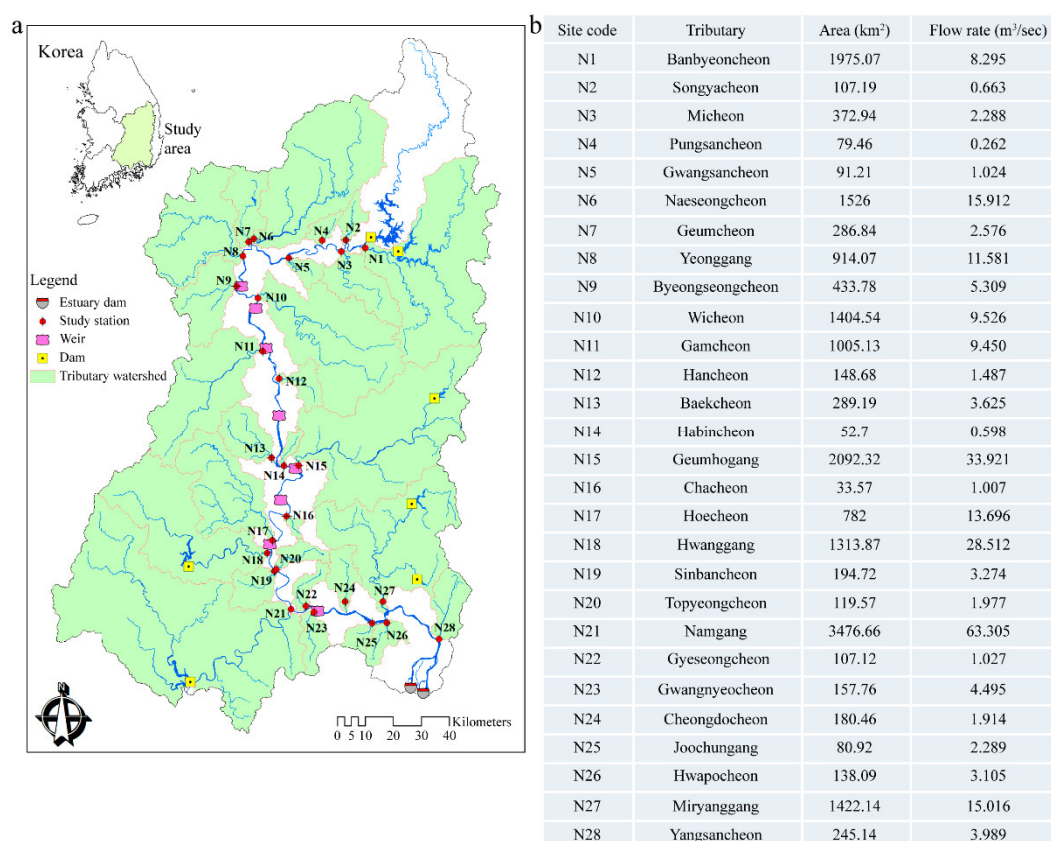 a
Korea
Study
area
N7
N6
N4
N2
N8
N5
N3
N1
Legend
N9
N10
Estuary dam
Study station
Weir
Dam
Tributary watershed
N11
N12
N13
N14
N15
N16
N17
N18
N20
N19
N22
N24
N27
N21
N23
N28
N25
N26
N
Kilometers
0 5 10 20 30 40
b
Site code Tributary Area (km²) Flow rate (m³/sec)
N1 Banbyeoncheon 1975.07 8.295
N2 Songyacheon 107.19 0.663
N3 Micheon 372.94 2.288
N4 Pungsancheon 79.46 0.262
N5 Gwangsancheon 91.21 1.024
N6 Naeseongcheon 1526 15.912
N7 Geumcheon 286.84 2.576
N8 Yeonggang 914.07 11.581
N9 Byeongseongcheon 433.78 5.309
N10 Wicheon 1404.54 9.526
N11 Gamcheon 1005.13 9.450
N12 Hancheon 148.68 1.487
N13 Baekcheon 289.19 3.625
N14 Habincheon 52.7 0.598
N15 Geumhogang 2092.32 33.921
N16 Chacheon 33.57 1.007
N17 Hoecheon 782 13.696
N18 Hwanggang 1313.87 28.512
N19 Sinbancheon 194.72 3.274
N20 Topyeongcheon 119.57 1.977
N21 Namgang 3476.66 63.305
N22 Gyeseongcheon 107.12 1.027
N23 Gwangnyeocheon 157.76 4.495
N24 Cheongdocheon 180.46 1.914
N25 Joochungang 80.92 2.289
N26 Hwapocheon 138.09 3.105
N27 Miryanggang 1422.14 15.016
N28 Yangsancheon 245.14 3.989